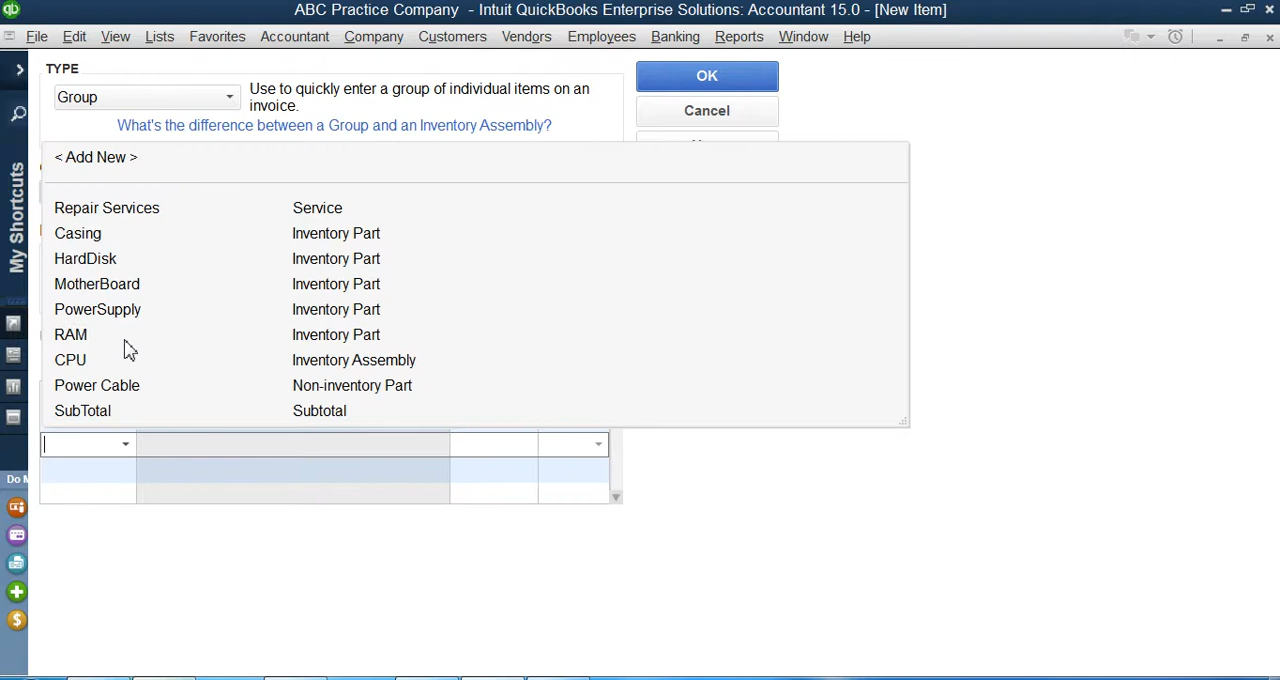 ABC Practice Company - Intuit QuickBooks Enterprise Solutions: Accountant 15.0 - [New Item]
File Edit View Lists Favorites Accountant Company Customers Vendors Employees Banking Reports Window Help
TYPE
Group
Use to quickly enter a group of individual items on an
invoice.
What's the difference between a Group and an Inventory Assembly?
OK
Cancel
My Shortcuts
< Add New >
Repair Services Service
Casing Inventory Part
HardDisk Inventory Part
MotherBoard Inventory Part
PowerSupply Inventory Part
RAM Inventory Part
CPU Inventory Assembly
Power Cable Non-inventory Part
SubTotal Subtotal